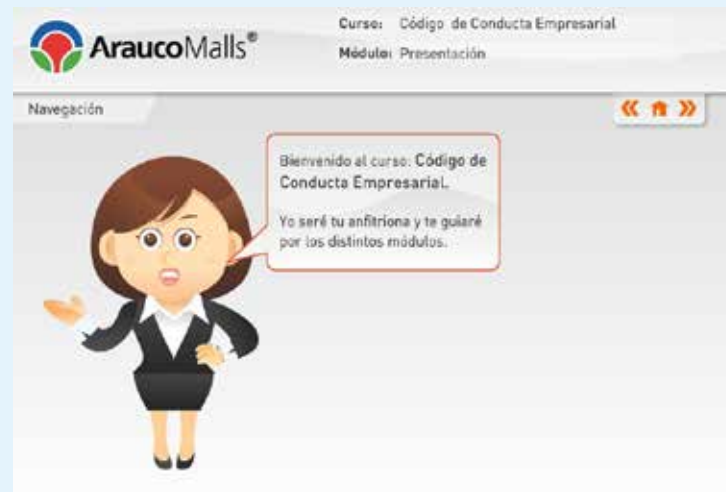 AraucoMalls®
Curso: Código de Conducta Empresarial
Módulo: Presentación
Navegación
Bienvenido al curso: Código de
Conducta Empresarial.
Yo seré tu anfitriona y te guiaré
por los distintos módulos.